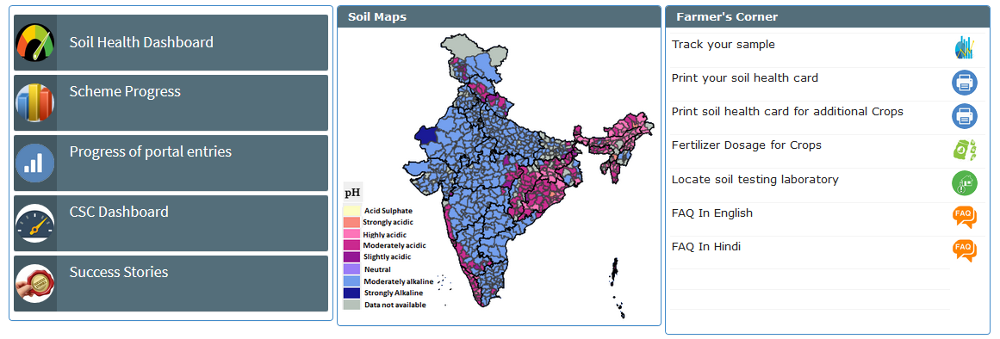 Soil Health Dashboard
Scheme Progress
Progress of portal entries
CSC Dashboard
Success Stories
Soil Maps
pH
Acid Sulphate
Strongly acidic
Highly acidic
Moderately acidic
Slightly acidic
Neutral
Moderately alkaline
Strongly Alkaline
Data not available
Farmer's Corner
Track your sample
Print your soil health card
Print soil health card for additional Crops
Fertilizer Dosage for Crops
Locate soil testing laboratory
FAQ In English
FAQ
FAQ In Hindi
FAQ